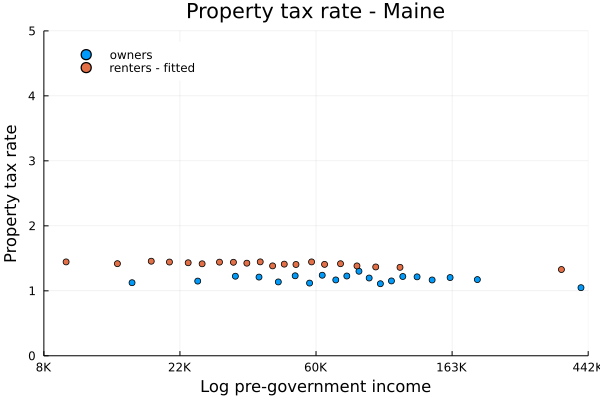 Property tax rate - Maine
5
owners
renters - fitted
4
3
2
1
0
Property tax rate
8K 22K 60K 163K 442K
Log pre-government income